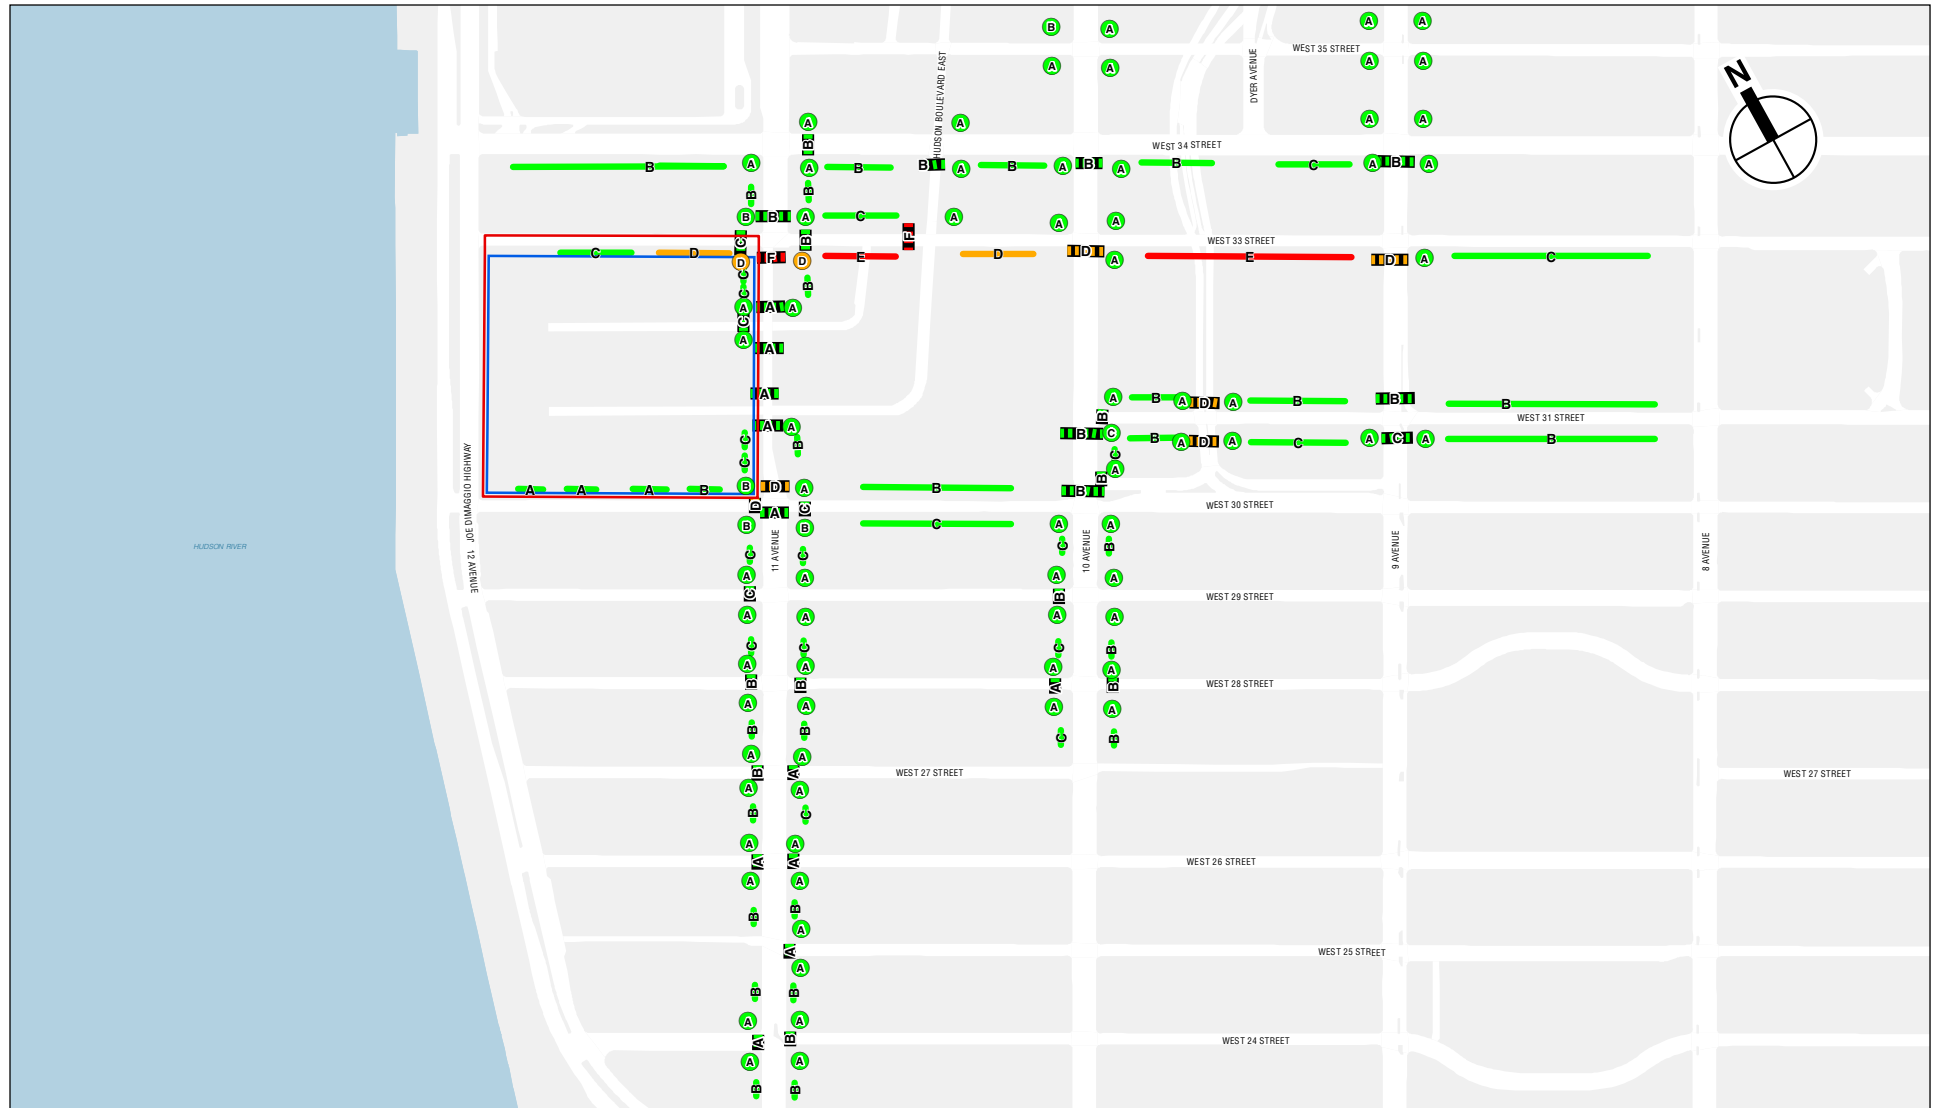 A A
B A
WEST 35 STREET
N
HUDSON BOULEVARD EAST
DYER AVENUE
A A
A A
A A
A A
B
WEST 34 STREET
B A A B B A B A B A B C A B A
B B
B B A C A A A
C B F
WEST 33 STREET
C D D F D E D D A E D A C
C B
C
A A A
C
A A
A
A B A D A B B B
WEST 31 STREET
A A B
B B C B A D A C A C A B
C B
C
C
A B
A A A B B D A B B
WEST 30 STREET
D C
A
B B C A A
JOE DIMAGGIO HIGHWAY
12 AVENUE
11 AVENUE
10 AVENUE
9 AVENUE
8 AVENUE
HUDSON RIVER
C C C B
A A A A
C B
WEST 29 STREET
A A A A
C C C B
A A A A
B B A B
WEST 28 STREET
A A A A
B B C B
A A
B A
WEST 27 STREET
WEST 27 STREET
A A
B C
A A
A A
WEST 26 STREET
A A
B B
A
A
WEST 25 STREET
A
B B
A A
A B
WEST 24 STREET
A A
B B